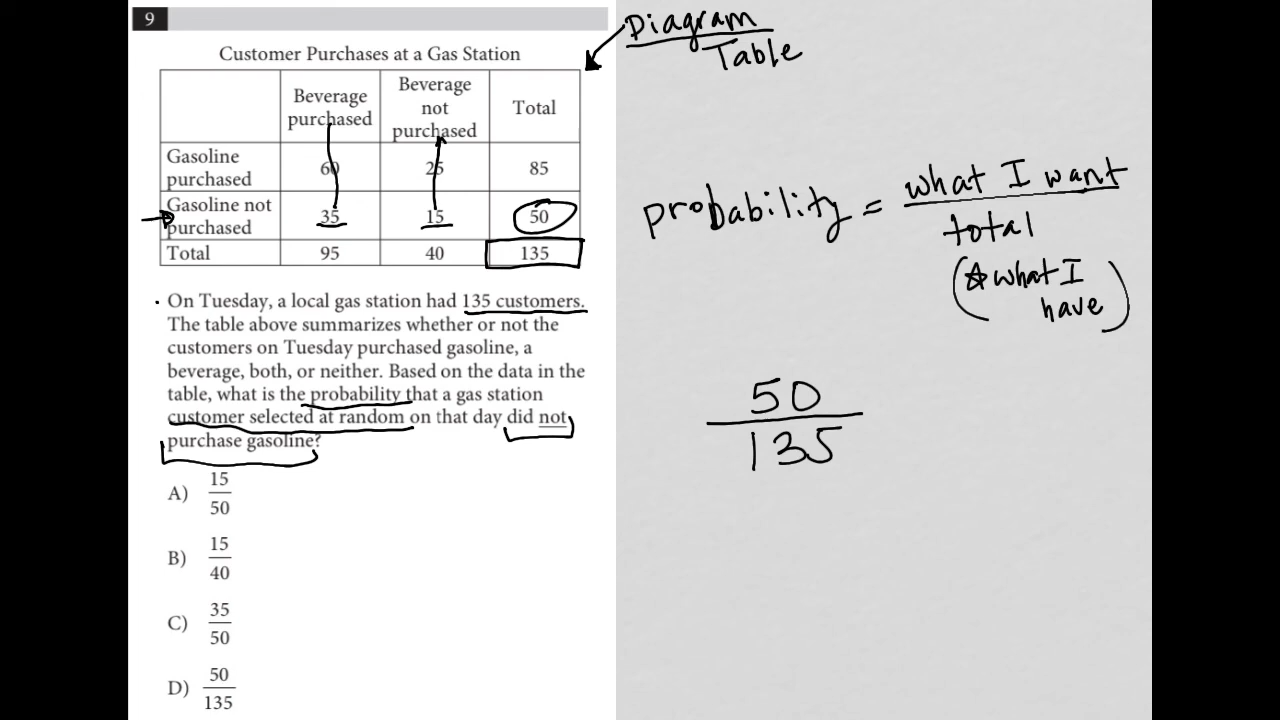 9
Customer Purchases at a Gas Station
Beverage purchased | Beverage not purchased | Total
Gasoline purchased | 60 | 25 | 85
Gasoline not purchased | 35 | 15 | 50
Total | 95 | 40 | 135
On Tuesday, a local gas station had 135 customers.
The table above summarizes whether or not the
customers on Tuesday purchased gasoline, a
beverage, both, or neither. Based on the data in the
table, what is the probability that a gas station
customer selected at random on that day did not
purchase gasoline?
A) 15/50
B) 15/40
C) 35/50
D) 50/135
Diagram
Table
probability = what I want
total
(☆ what I
have)
50
135